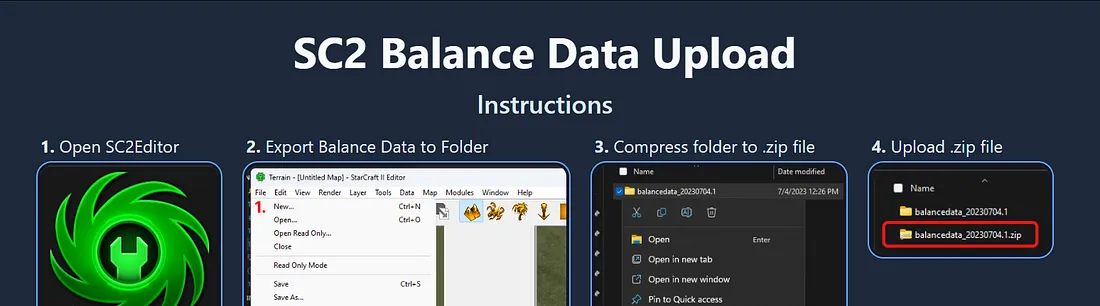 SC2 Balance Data Upload
Instructions
1. Open SC2Editor
2. Export Balance Data to Folder
Terrain - [Untitled Map] - StarCraft II Editor
File Edit View Render Layer Tools Data Map Modules Window Help
1.
New... Ctrl+N
Open... Ctrl+O
Open Read Only...
Close
Read Only Mode
Save Ctrl+S
Save As...
3. Compress folder to .zip file
Name Date modified
balancedata_20230704.1 7/4/2023 12:26 PM
Open Enter
Open in new tab
Open in new window
Pin to Quick access
4. Upload .zip file
Name
balancedata_20230704.1
balancedata_20230704.1.zip